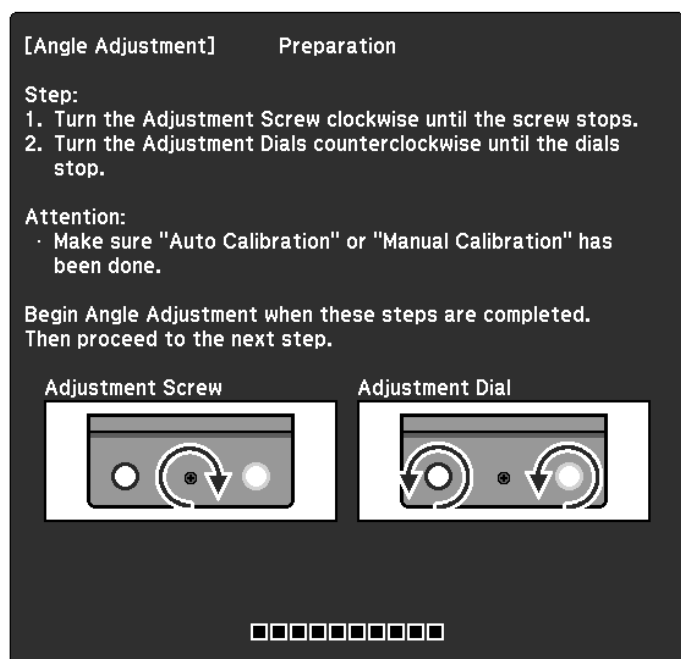 [Angle Adjustment] Preparation
Step:
1. Turn the Adjustment Screw clockwise until the screw stops.
2. Turn the Adjustment Dials counterclockwise until the dials
stop.
Attention:
· Make sure "Auto Calibration" or "Manual Calibration" has
been done.
Begin Angle Adjustment when these steps are completed.
Then proceed to the next step.
Adjustment Screw
Adjustment Dial